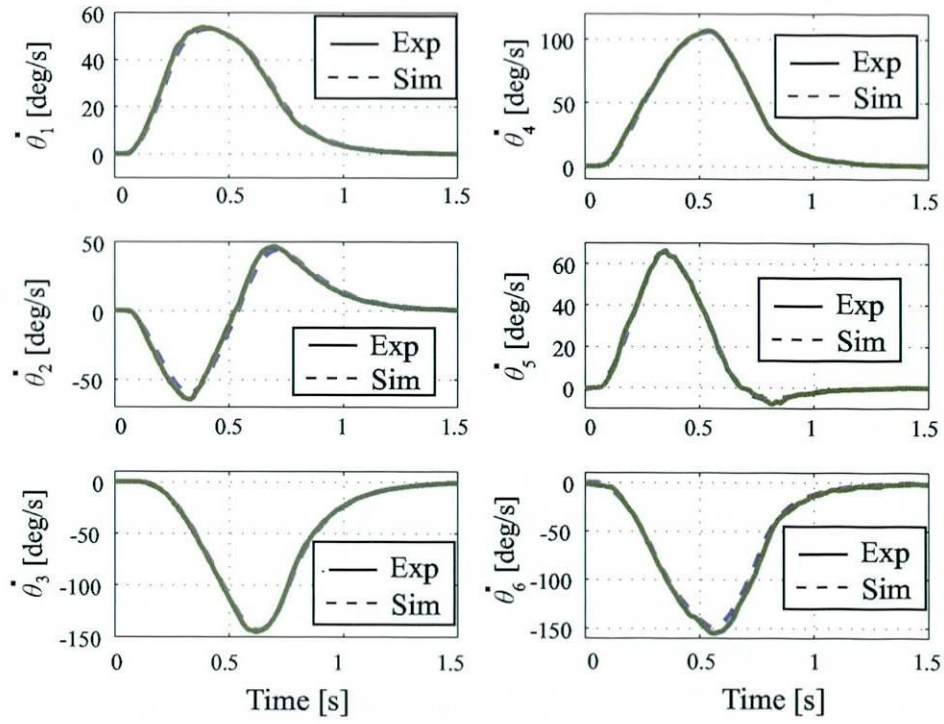 θ̇1 [deg/s]
60
40
20
0
0 0.5 1 1.5
Exp
Sim
θ̇4 [deg/s]
100
50
0
0 0.5 1 1.5
Exp
Sim
θ̇2 [deg/s]
50
0
-50
0 0.5 1 1.5
Exp
Sim
θ̇5 [deg/s]
60
40
20
0
0 0.5 1 1.5
Exp
Sim
θ̇3 [deg/s]
0
-50
-100
-150
0 0.5 1 1.5
Time [s]
Exp
Sim
θ̇6 [deg/s]
0
-50
-100
-150
0 0.5 1 1.5
Time [s]
Exp
Sim